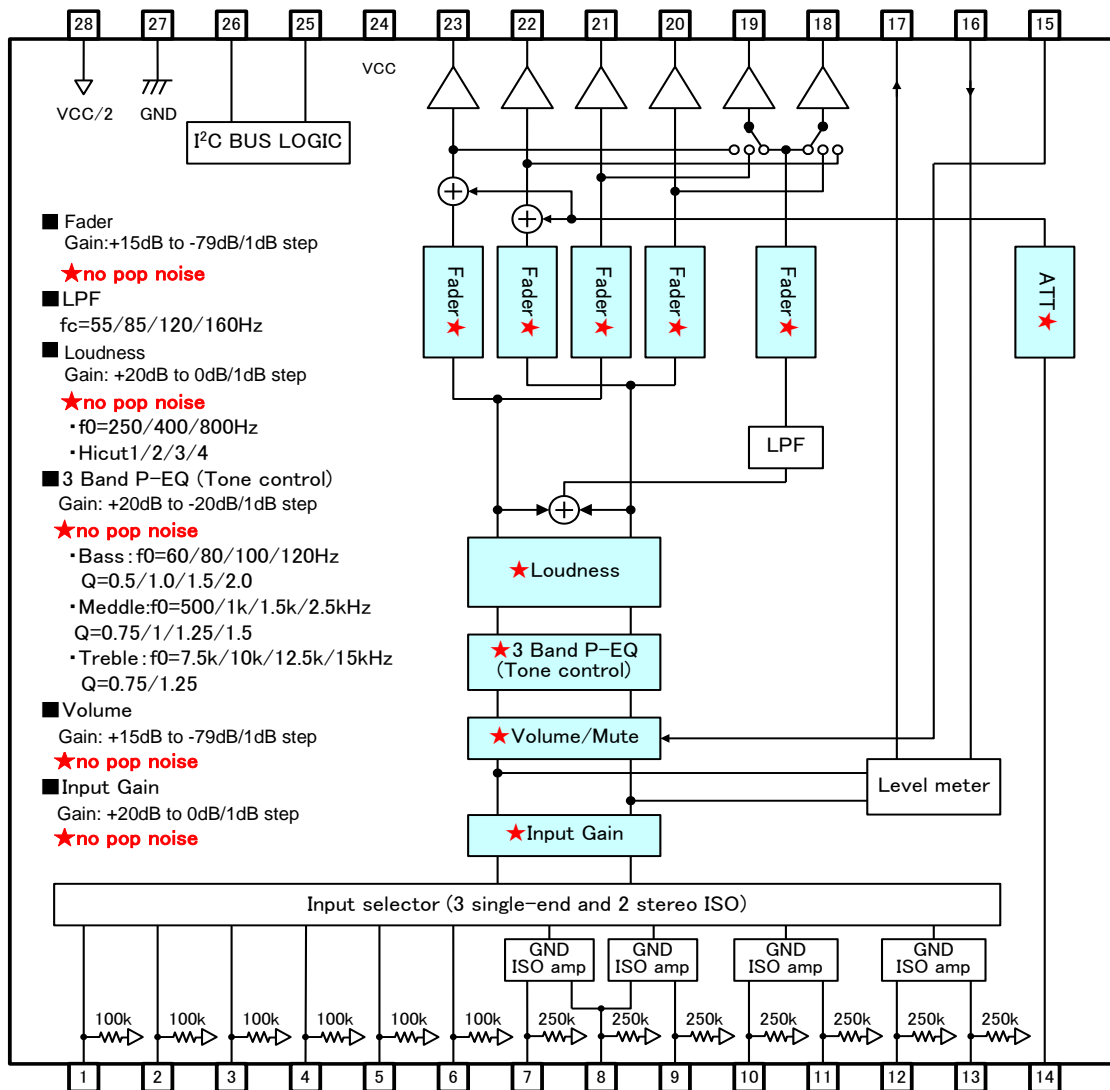 28 27 26 25 24 23 22 21 20 19 18 17 16 15
VCC/2
GND
VCC
I²C BUS LOGIC
■ Fader
Gain:+15dB to -79dB/1dB step
★no pop noise
■LPF
fc=55/85/120/160Hz
■ Loudness
Gain: +20dB to 0dB/1dB step
★no pop noise
・f0=250/400/800Hz
・Hicut1/2/3/4
■3 Band P-EQ (Tone control)
Gain: +20dB to -20dB/1dB step
★no pop noise
・Bass:f0=60/80/100/120Hz
Q=0.5/1.0/1.5/2.0
・Meddle:f0=500/1k/1.5k/2.5kHz
Q=0.75/1/1.25/1.5
・Treble:f0=7.5k/10k/12.5k/15kHz
Q=0.75/1.25
■Volume
Gain: +15dB to -79dB/1dB step
★no pop noise
■Input Gain
Gain: +20dB to 0dB/1dB step
★no pop noise
Fader★
Fader★
Fader★
Fader★
Fader★
ATT★
LPF
★Loudness
★3 Band P-EQ
(Tone control)
★Volume/Mute
Level meter
★Input Gain
Input selector (3 single-end and 2 stereo ISO)
GND
ISO amp
GND
ISO amp
GND
ISO amp
GND
ISO amp
100k 100k 100k 100k 100k 100k 250k 250k 250k 250k 250k 250k 250k
1 2 3 4 5 6 7 8 9 10 11 12 13 14